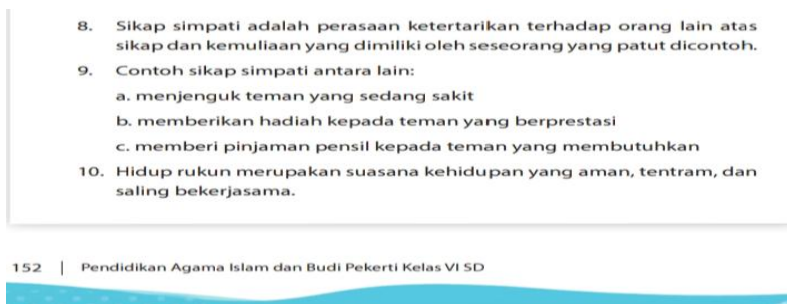 8. Sikap simpati adalah perasaan ketertarikan terhadap orang lain atas
sikap dan kemuliaan yang dimiliki oleh seseorang yang patut dicontoh.
9. Contoh sikap simpati antara lain:
a. menjenguk teman yang sedang sakit
b. memberikan hadiah kepada teman yang berprestasi
c. memberi pinjaman pensil kepada teman yang membutuhkan
10. Hidup rukun merupakan suasana kehidupan yang aman, tentram, dan
saling bekerjasama.
152 | Pendidikan Agama Islam dan Budi Pekerti Kelas VI SD